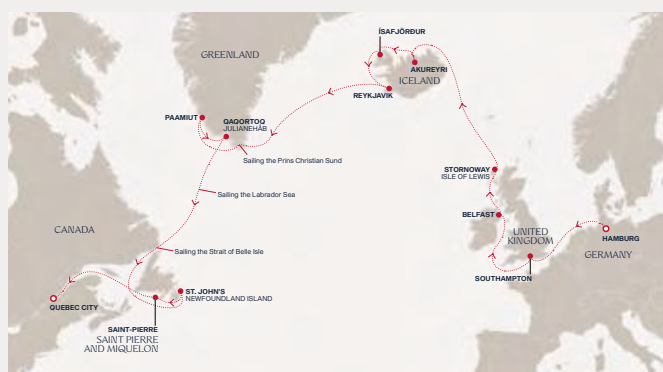 ÍSAFJÖRÐUR
GREENLAND
AKUREYRI
ICELAND
REYKJAVIK
PAAMIUT
QAQORTOQ
JULIANEHÅB
Sailing the Prins Christian Sund
STORNOWAY
ISLE OF LEWIS
Sailing the Labrador Sea
BELFAST
CANADA
UNITED
KINGDOM
HAMBURG
Sailing the Strait of Belle Isle
GERMANY
SOUTHAMPTON
ST. JOHN'S
NEWFOUNDLAND ISLAND
QUEBEC CITY
SAINT-PIERRE
SAINT PIERRE
AND MIQUELON